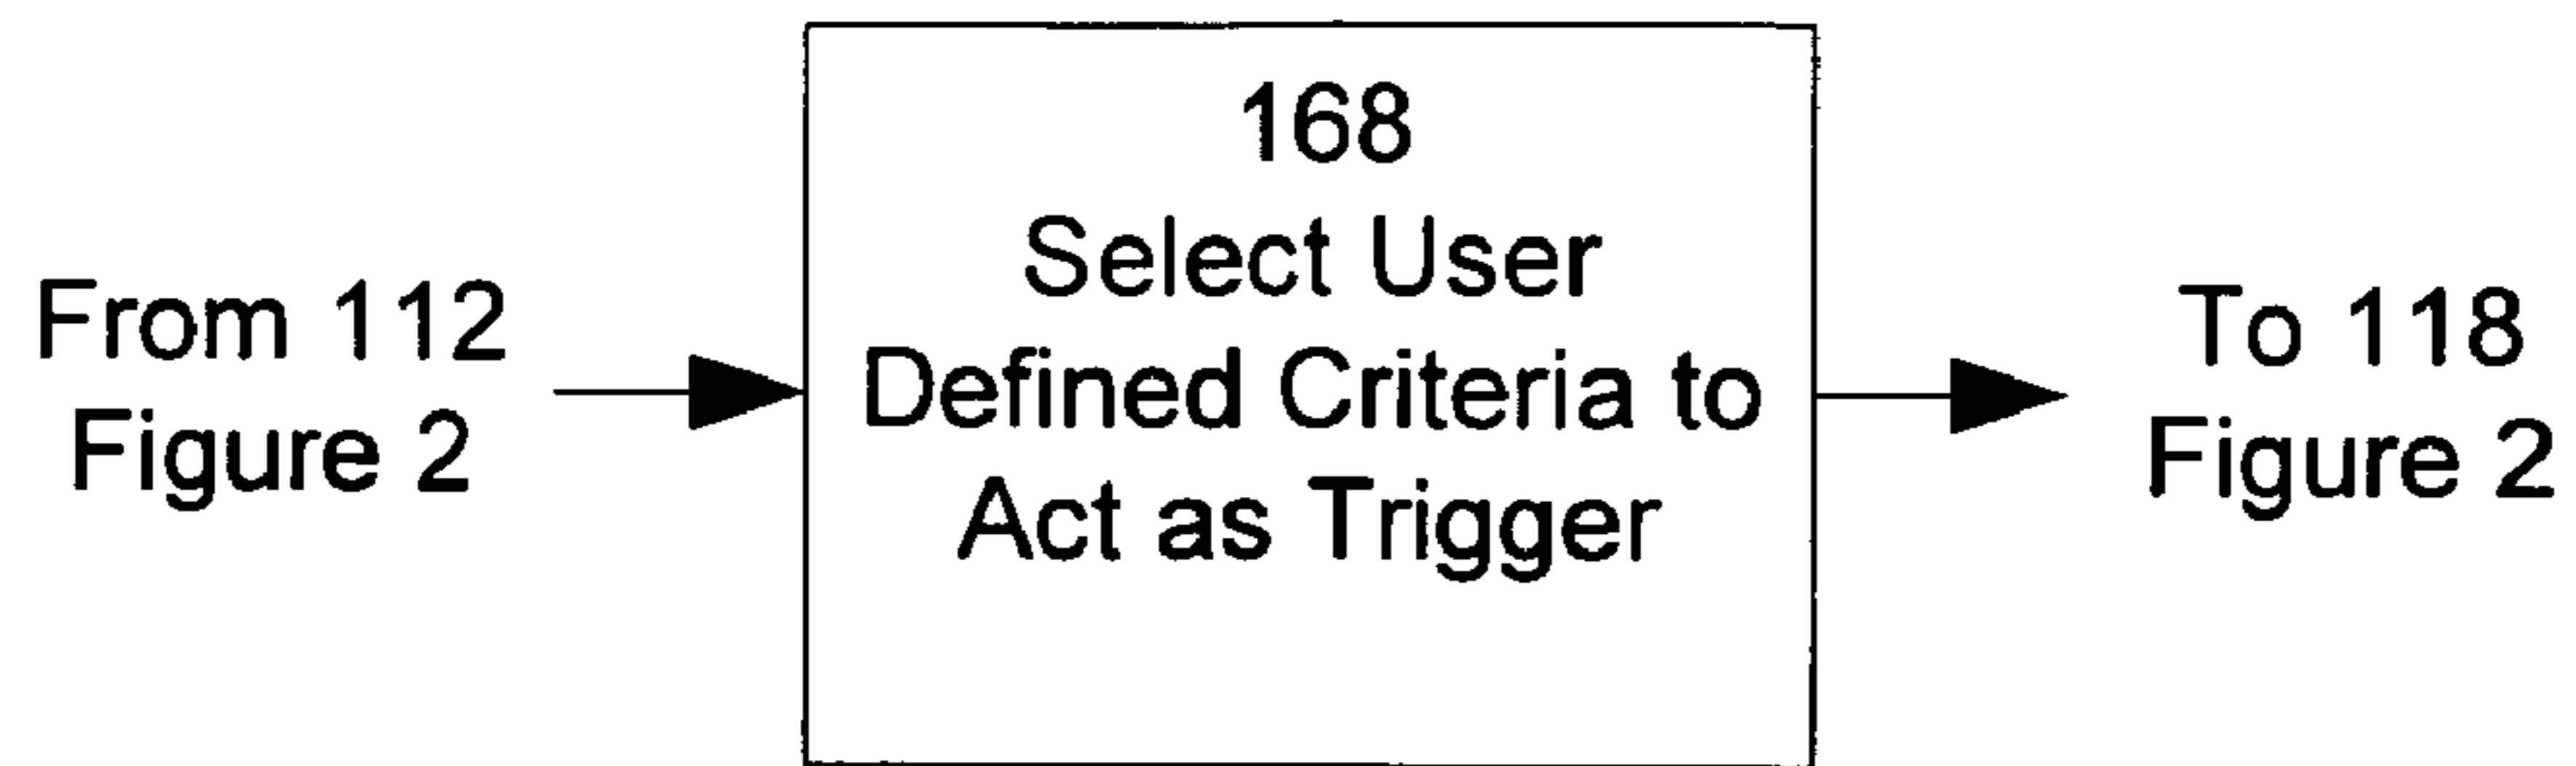 From 112
Figure 2
168
Select User
Defined Criteria to
Act as Trigger
To 118
Figure 2